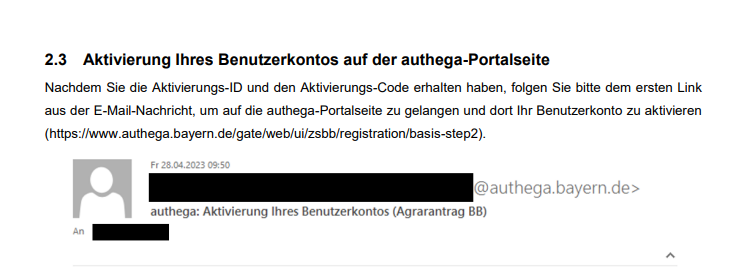 2.3 Aktivierung Ihres Benutzerkontos auf der authega-Portalseite
Nachdem Sie die Aktivierungs-ID und den Aktivierungs-Code erhalten haben, folgen Sie bitte dem ersten Link
aus der E-Mail-Nachricht, um auf die authega-Portalseite zu gelangen und dort Ihr Benutzerkonto zu aktivieren
(https://www.authega.bayern.de/gate/web/ui/zsbb/registration/basis-step2).
Fr 28.04.2023 09:50
@authega.bayern.de>
authega: Aktivierung Ihres Benutzerkontos (Agrarantrag BB)
An